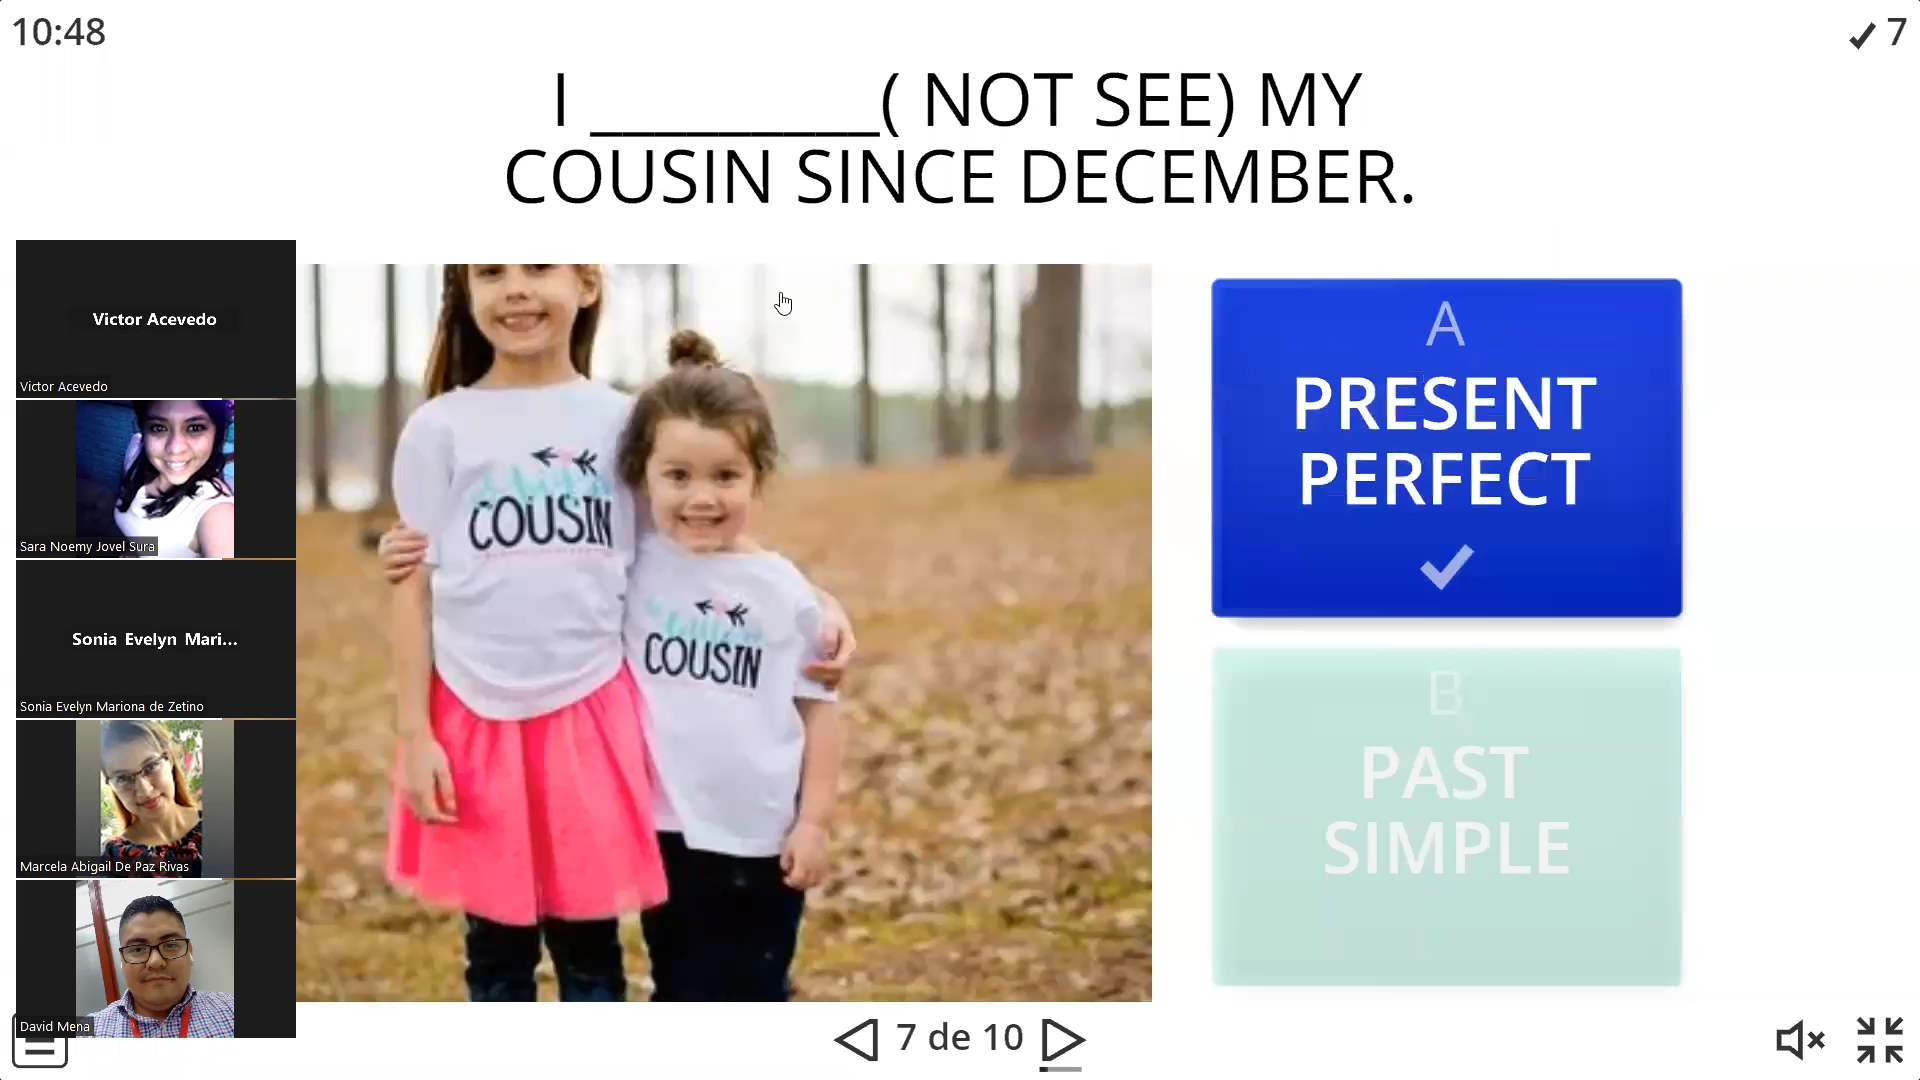 10:48
7
I _________( NOT SEE) MY
COUSIN SINCE DECEMBER.
Victor Acevedo
Victor Acevedo
Sara Noemy Jovel Sura
Sonia Evelyn Mari...
Sonia Evelyn Mariona de Zetino
Marcela Abigail De Paz Rivas
David Mena
COUSIN
COUSIN
A
PRESENT
PERFECT
B
PAST
SIMPLE
7 de 10